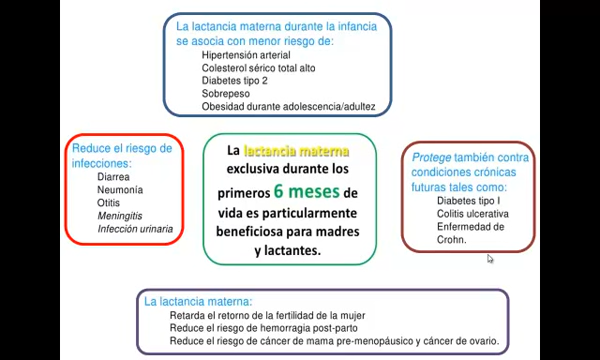 La lactancia materna durante la infancia
se asocia con menor riesgo de:
Hipertensión arterial
Colesterol sérico total alto
Diabetes tipo 2
Sobrepeso
Obesidad durante adolescencia/adultez
Reduce el riesgo de
infecciones:
Diarrea
Neumonía
Otitis
Meningitis
Infección urinaria
La lactancia materna
exclusiva durante los
primeros 6 meses de
vida es particularmente
beneficiosa para madres
y lactantes.
Protege también contra
condiciones crónicas
futuras tales como:
Diabetes tipo I
Colitis ulcerativa
Enfermedad de
Crohn.
La lactancia materna:
Retarda el retorno de la fertilidad de la mujer
Reduce el riesgo de hemorragia post-parto
Reduce el riesgo de cáncer de mama pre-menopáusico y cáncer de ovario.